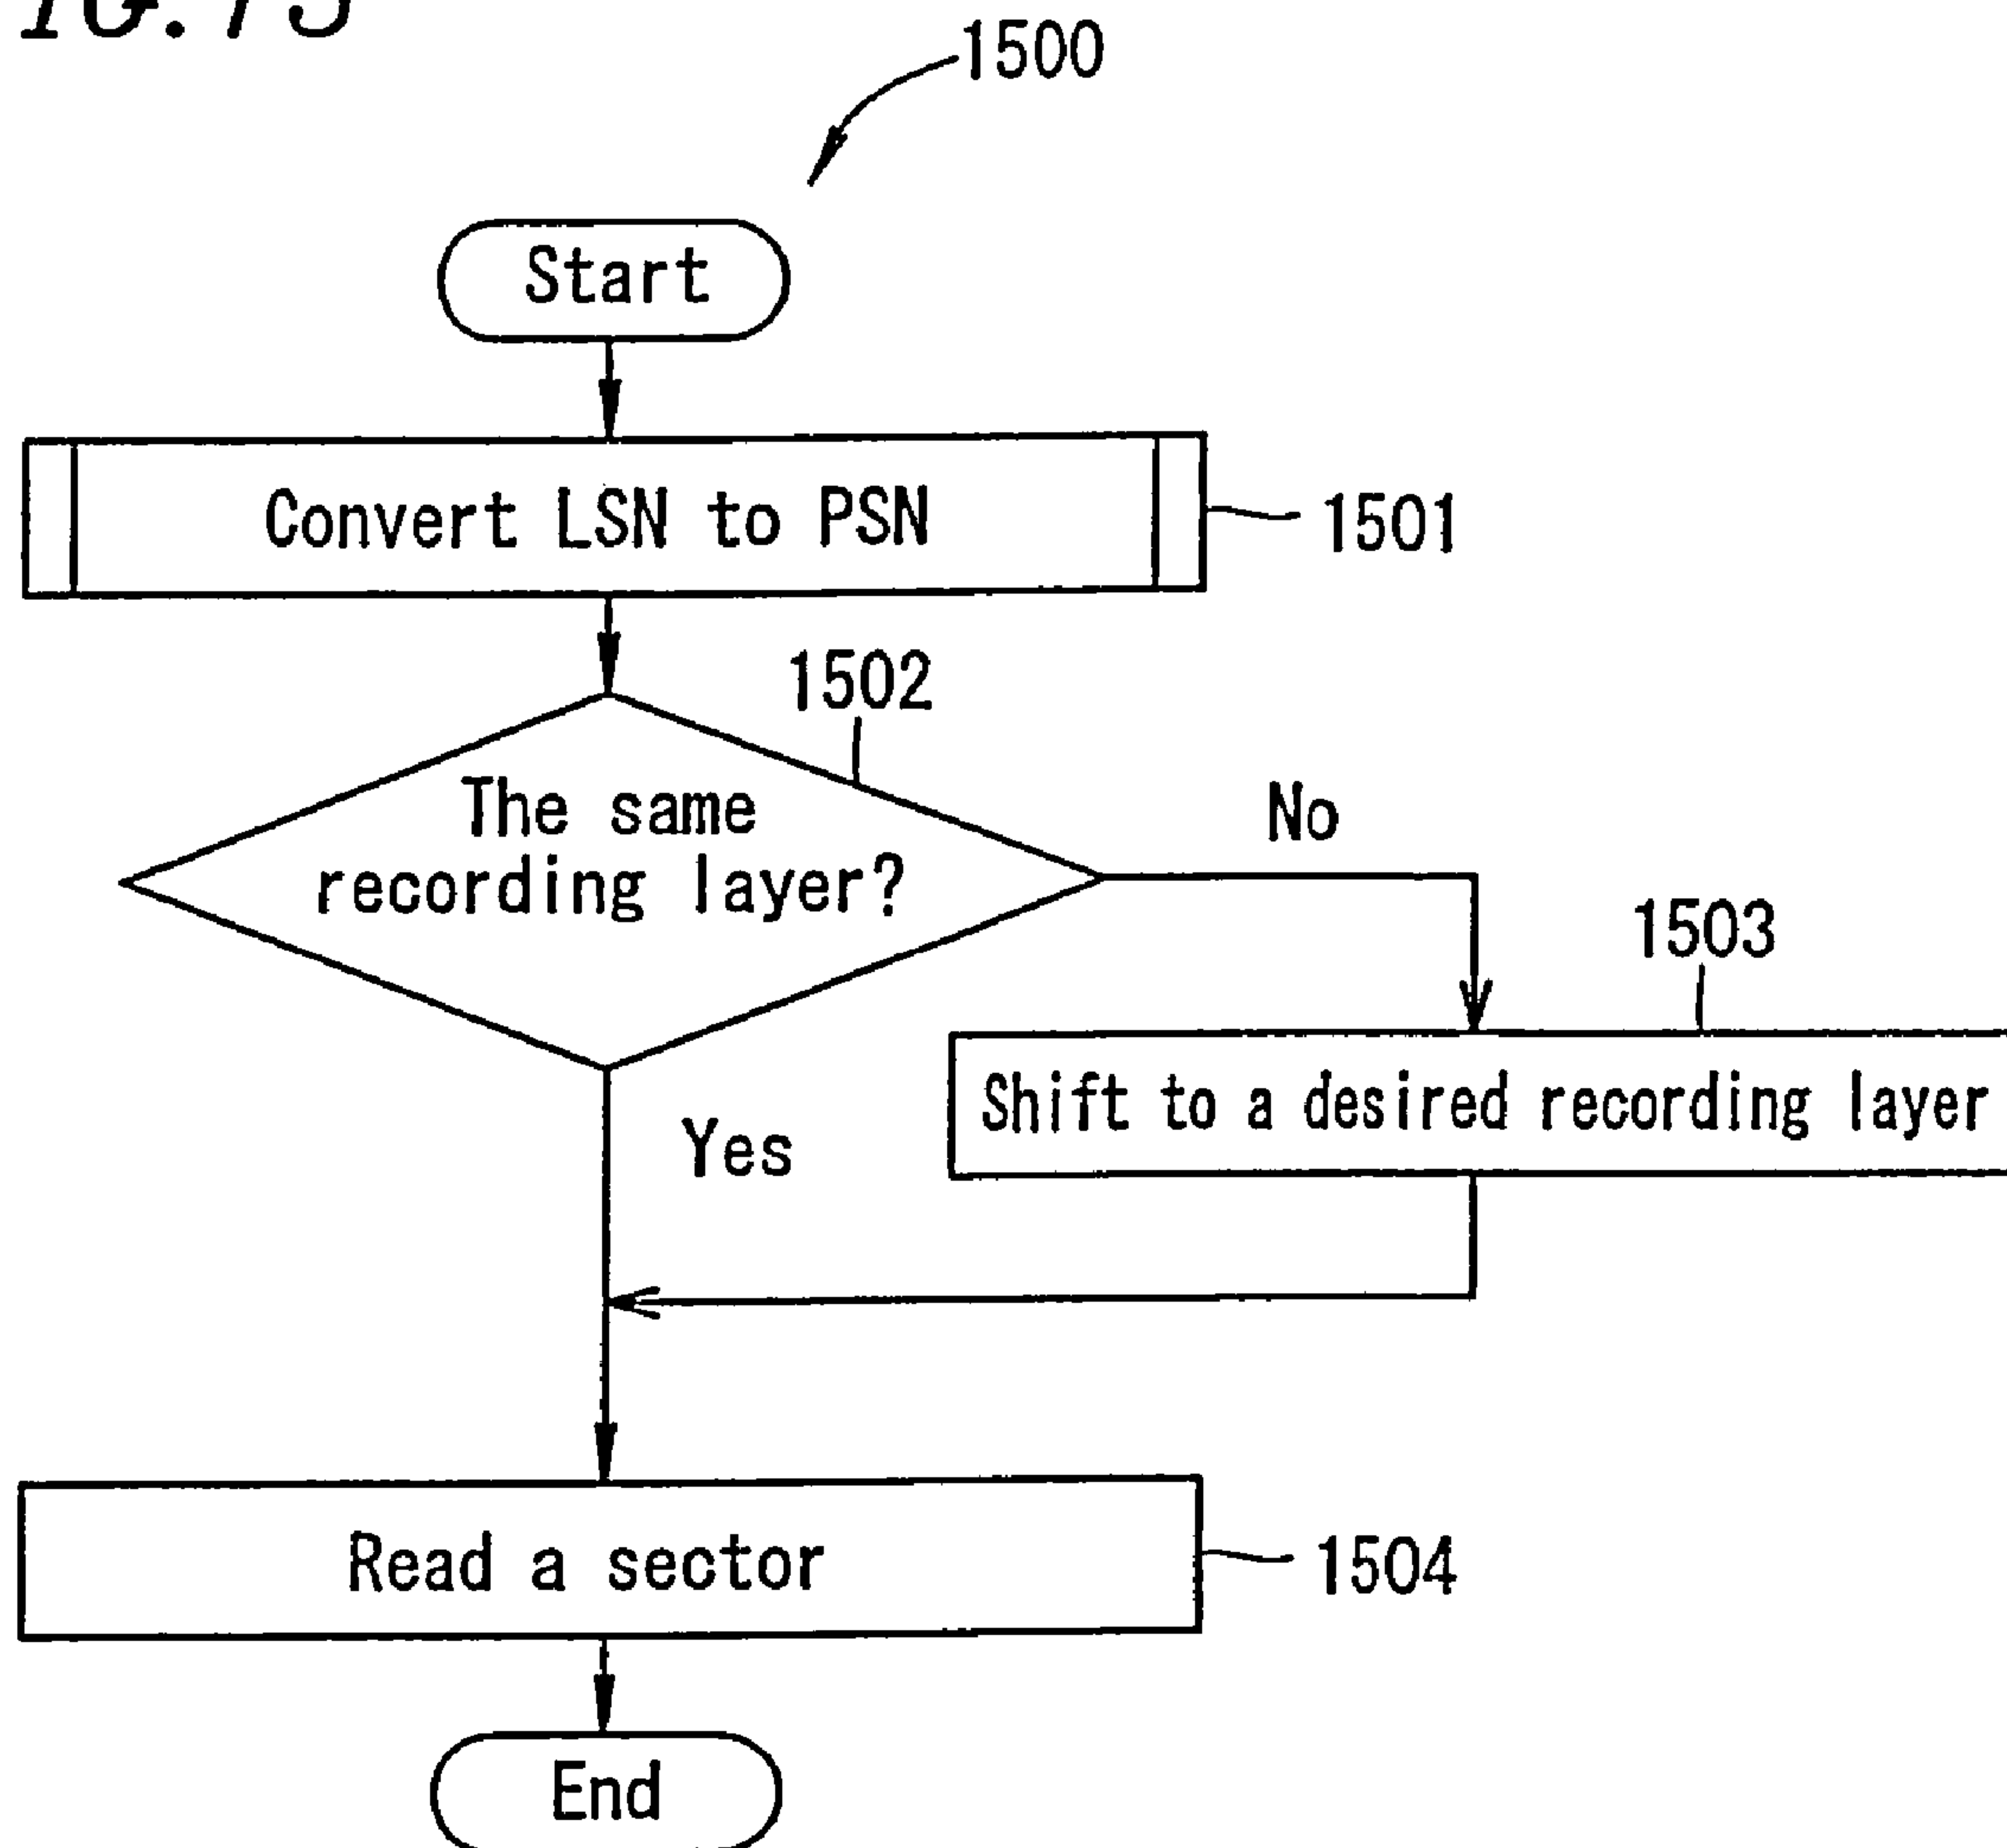 1500
Start
Convert LSN to PSN
1501
1502
The same
recording layer?
No
1503
Shift to a desired recording layer
Yes
Read a sector
1504
End